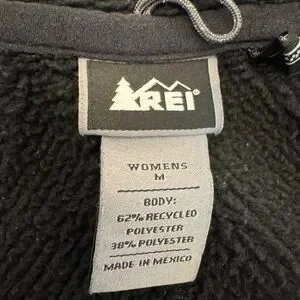 REI®
WOMENS
M
BODY:
62% RECYCLED
POLYESTER
38% POLYESTER
MADE IN MEXICO